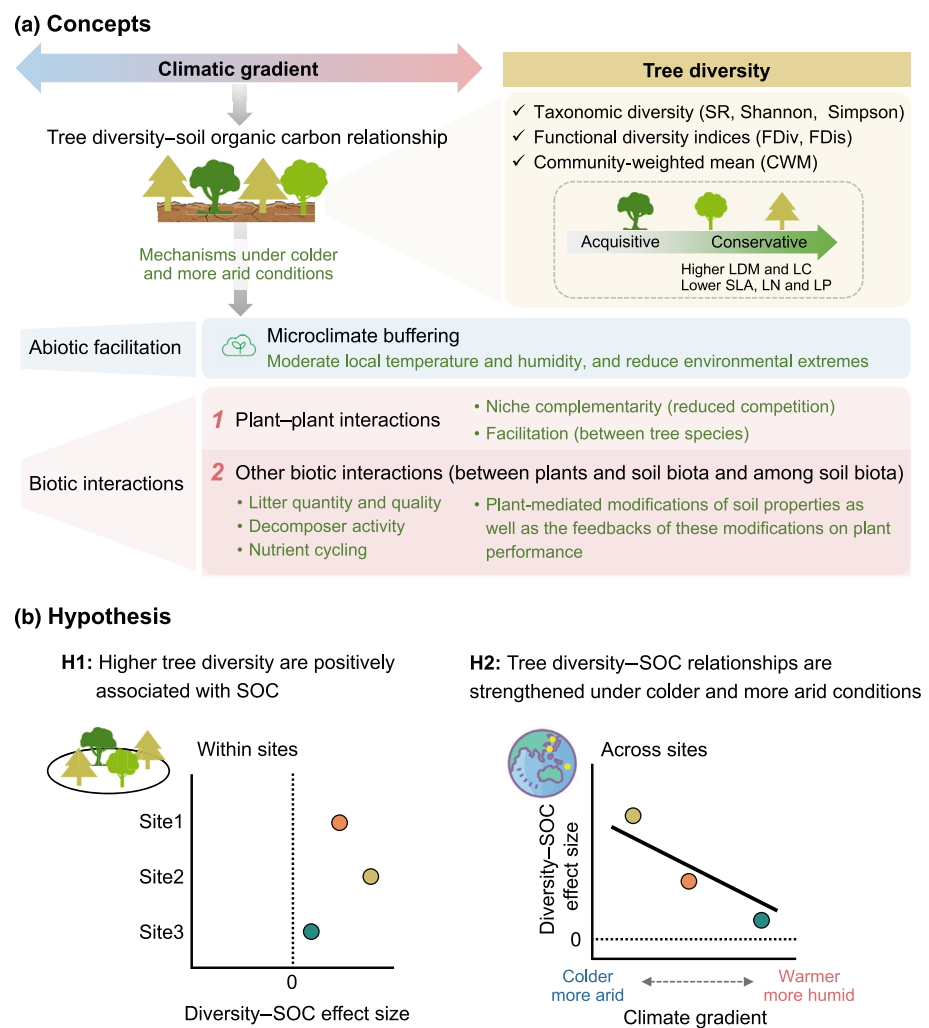 (a) Concepts
Climatic gradient
Tree diversity–soil organic carbon relationship
Mechanisms under colder
and more arid conditions
Tree diversity
✓ Taxonomic diversity (SR, Shannon, Simpson)
✓ Functional diversity indices (FDiv, FDis)
✓ Community-weighted mean (CWM)
Acquisitive
Conservative
Higher LDM and LC
Lower SLA, LN and LP
Abiotic facilitation
Microclimate buffering
Moderate local temperature and humidity, and reduce environmental extremes
Biotic interactions
1 Plant–plant interactions
• Niche complementarity (reduced competition)
• Facilitation (between tree species)
2 Other biotic interactions (between plants and soil biota and among soil biota)
• Litter quantity and quality
• Decomposer activity
• Nutrient cycling
• Plant-mediated modifications of soil properties as
well as the feedbacks of these modifications on plant
performance
(b) Hypothesis
H1: Higher tree diversity are positively
associated with SOC
Within sites
Site1
Site2
Site3
0
Diversity–SOC effect size
H2: Tree diversity–SOC relationships are
strengthened under colder and more arid conditions
Across sites
Diversity–SOC
effect size
0
Colder
more arid
Warmer
more humid
Climate gradient